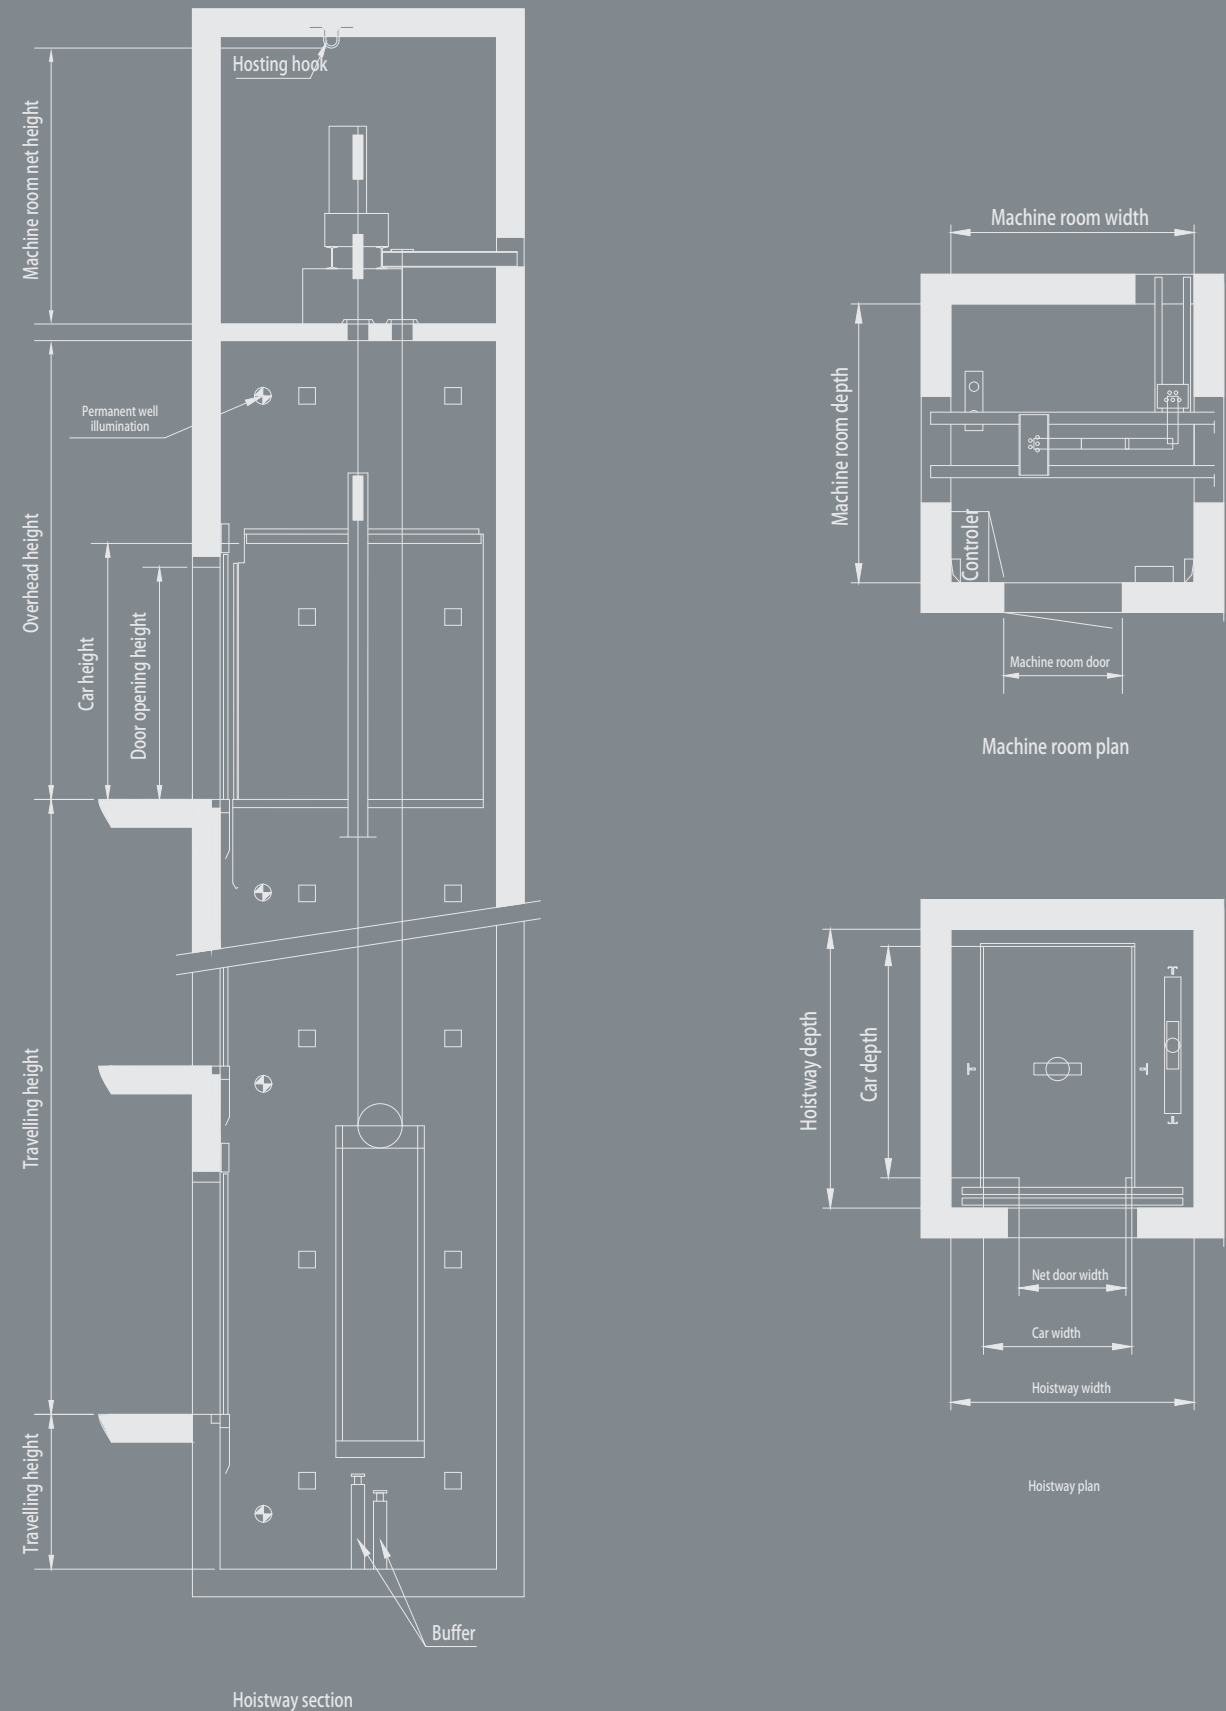 Hosting hook
Machine room net height
Permanent well
illumination
Overhead height
Car height
Door opening height
Travelling height
Travelling height
Buffer
Hoistway section
Machine room width
Machine room depth
Controler
Machine room door
Machine room plan
Hoistway depth
Car depth
Net door width
Car width
Hoistway width
Hoistway plan